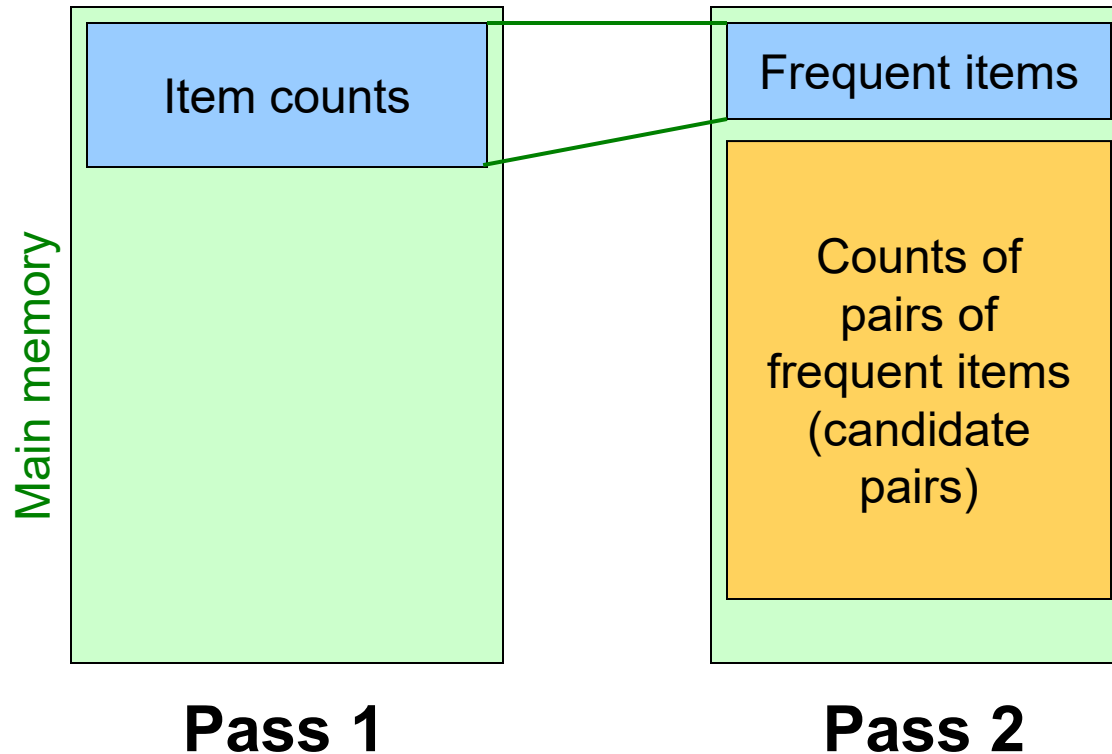 Main memory
Item counts
Frequent items
Counts of
pairs of
frequent items
(candidate
pairs)
Pass 1
Pass 2